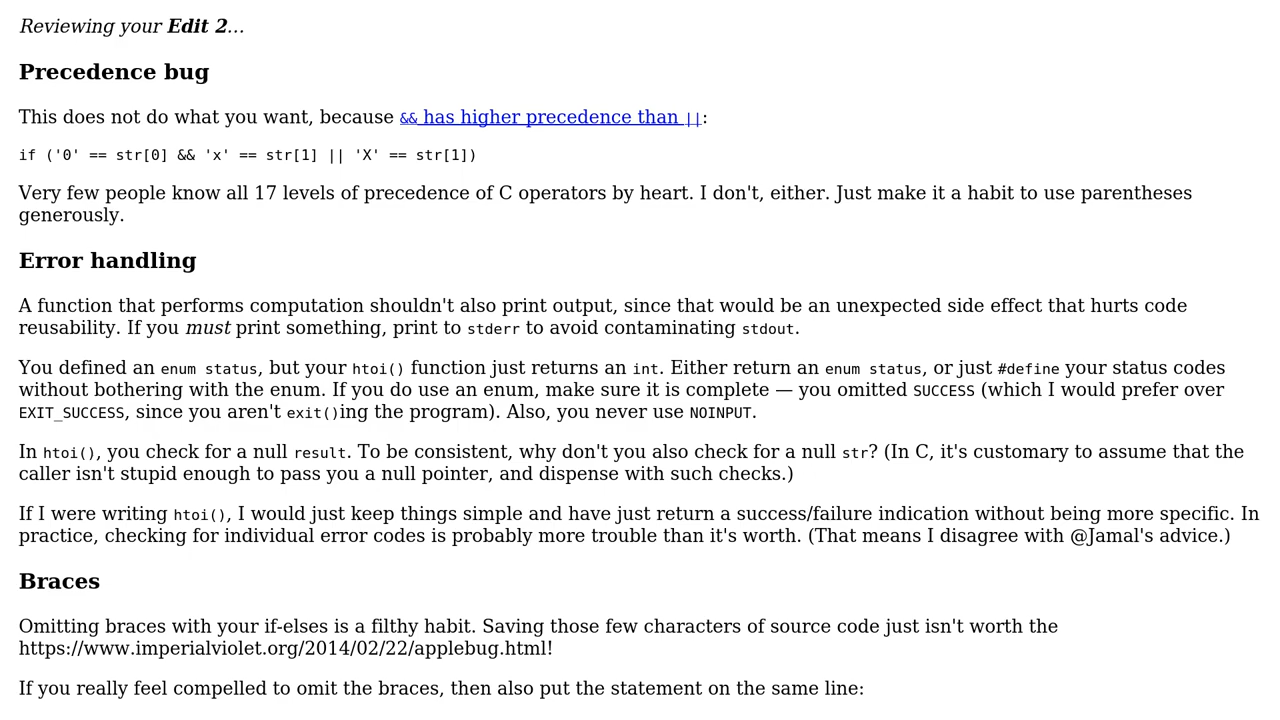 Reviewing your Edit 2...
Precedence bug
This does not do what you want, because && has higher precedence than ||:
if ('0' == str[0] && 'x' == str[1] || 'X' == str[1])
Very few people know all 17 levels of precedence of C operators by heart. I don't, either. Just make it a habit to use parentheses
generously.
Error handling
A function that performs computation shouldn't also print output, since that would be an unexpected side effect that hurts code
reusability. If you must print something, print to stderr to avoid contaminating stdout.
You defined an enum status, but your htoi() function just returns an int. Either return an enum status, or just #define your status codes
without bothering with the enum. If you do use an enum, make sure it is complete — you omitted SUCCESS (which I would prefer over
EXIT_SUCCESS, since you aren't exit()ing the program). Also, you never use NOINPUT.
In htoi(), you check for a null result. To be consistent, why don't you also check for a null str? (In C, it's customary to assume that the
caller isn't stupid enough to pass you a null pointer, and dispense with such checks.)
If I were writing htoi(), I would just keep things simple and have just return a success/failure indication without being more specific. In
practice, checking for individual error codes is probably more trouble than it's worth. (That means I disagree with @Jamal's advice.)
Braces
Omitting braces with your if-elses is a filthy habit. Saving those few characters of source code just isn't worth the
https://www.imperialviolet.org/2014/02/22/applebug.html!
If you really feel compelled to omit the braces, then also put the statement on the same line: